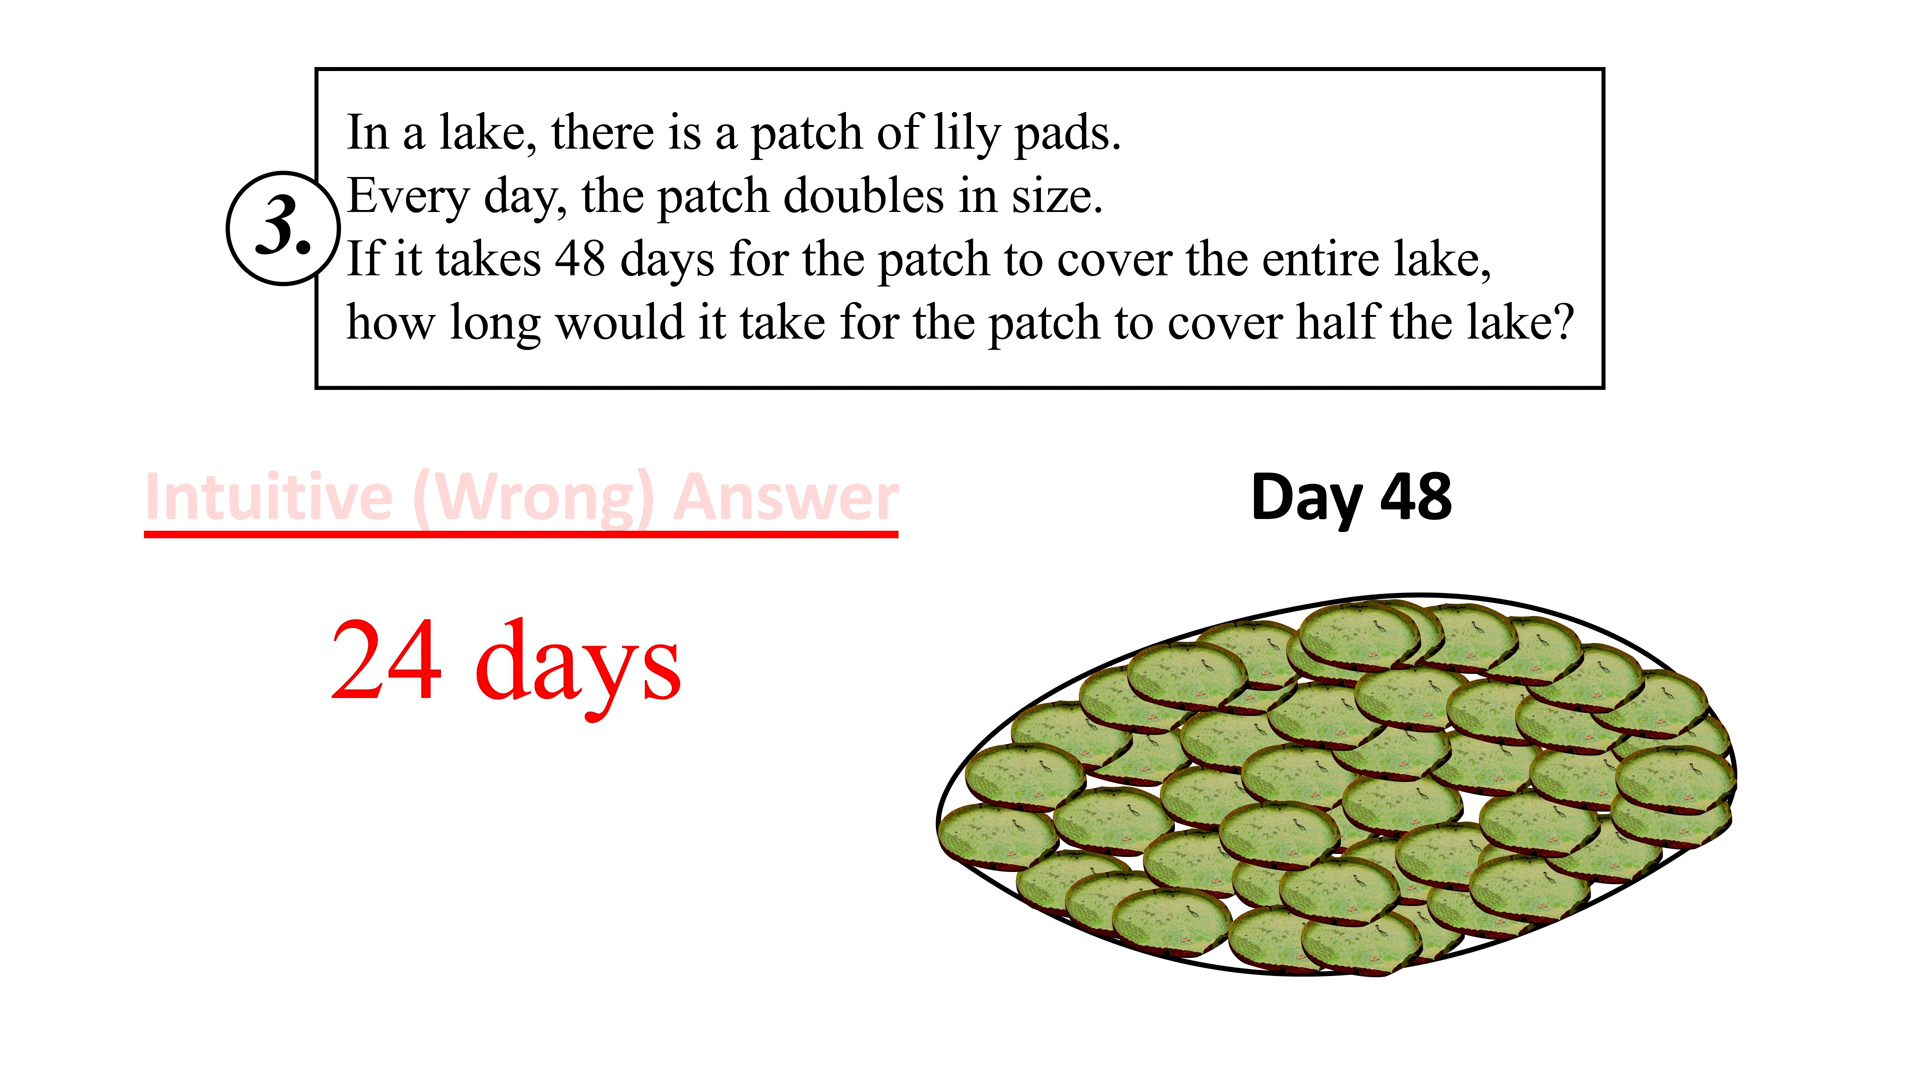 3.
In a lake, there is a patch of lily pads.
Every day, the patch doubles in size.
If it takes 48 days for the patch to cover the entire lake,
how long would it take for the patch to cover half the lake?
Intuitive (Wrong) Answer
24 days
Day 48